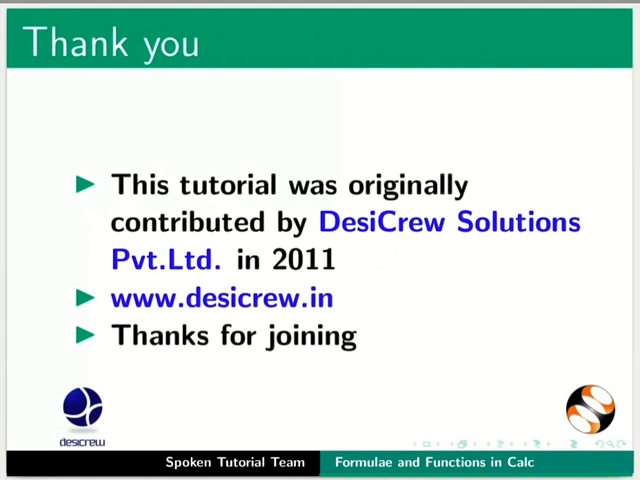 Thank you
This tutorial was originally
contributed by DesiCrew Solutions
Pvt.Ltd. in 2011
www.desicrew.in
Thanks for joining
desicrew
Spoken Tutorial Team Formulae and Functions in Calc